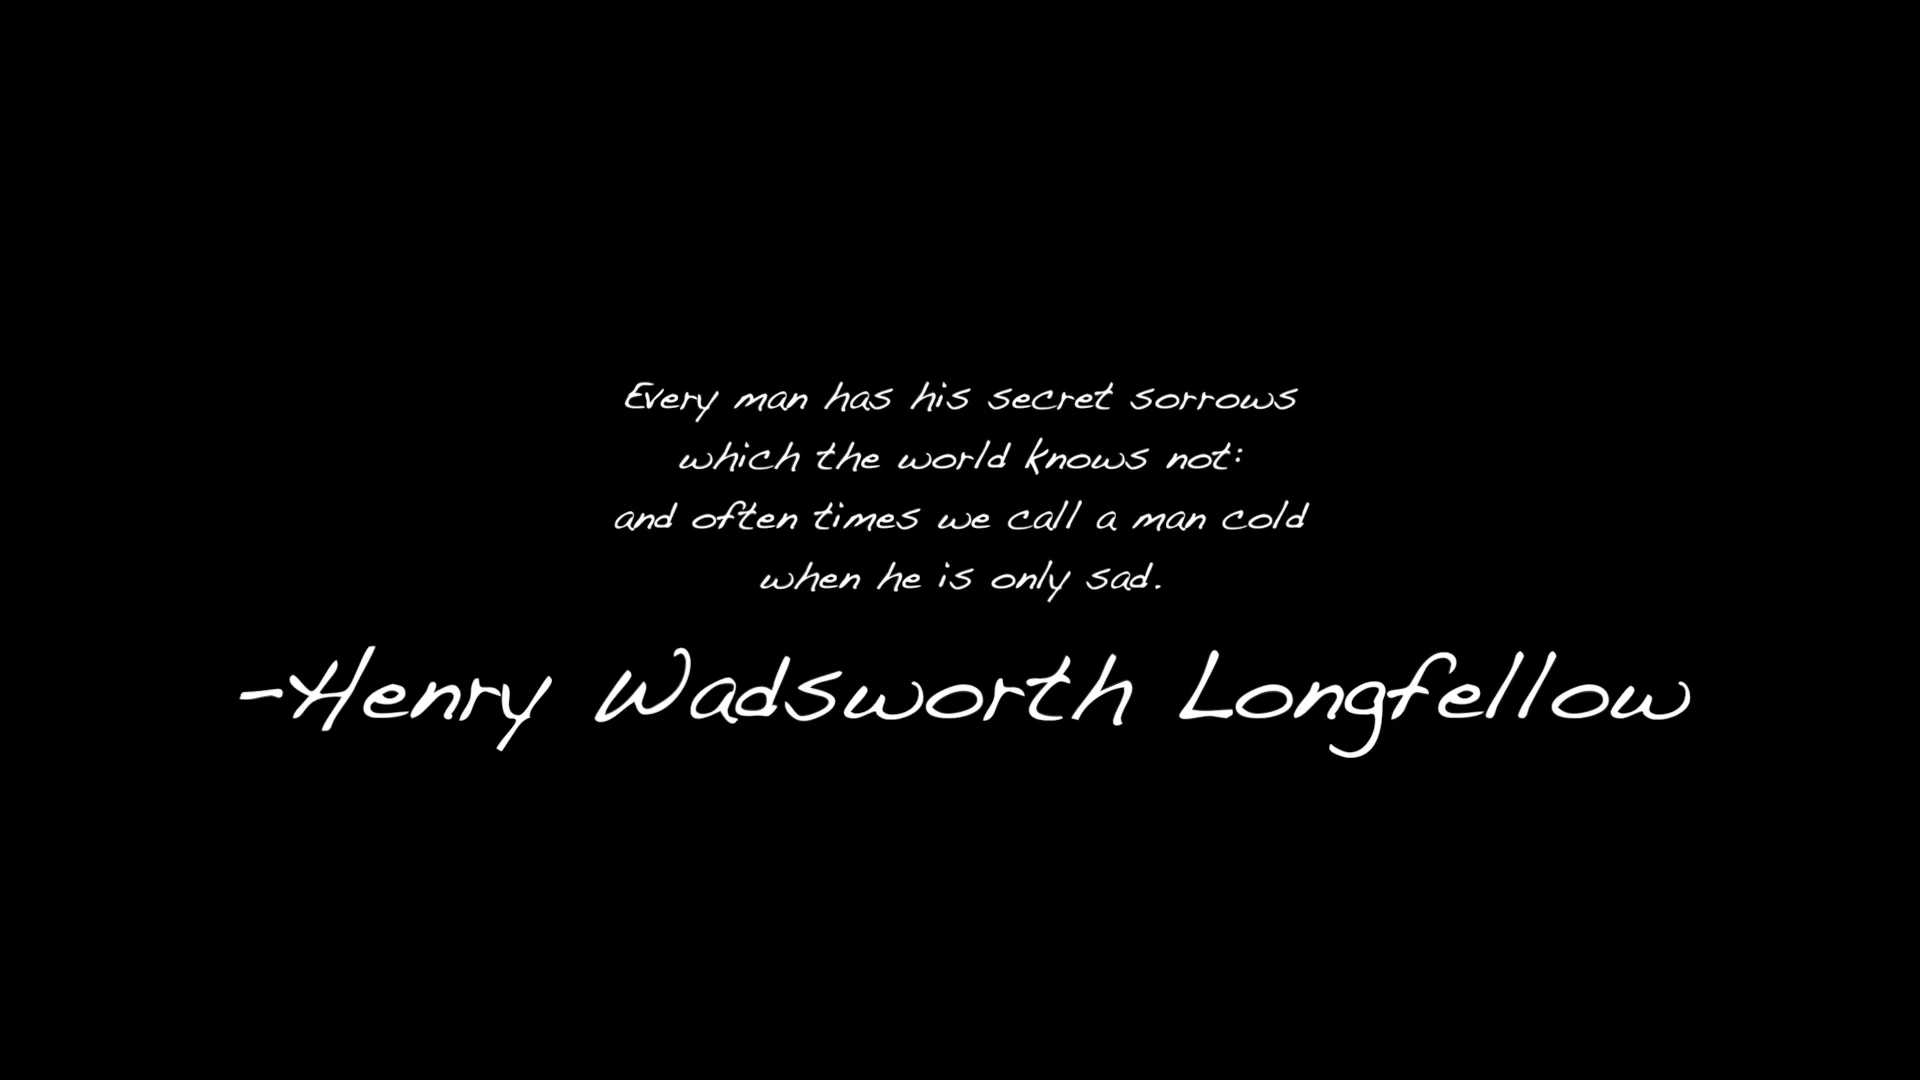 Every man has his secret sorrows
which the world knows not:
and often times we call a man cold
when he is only sad.
-Henry Wadsworth Longfellow